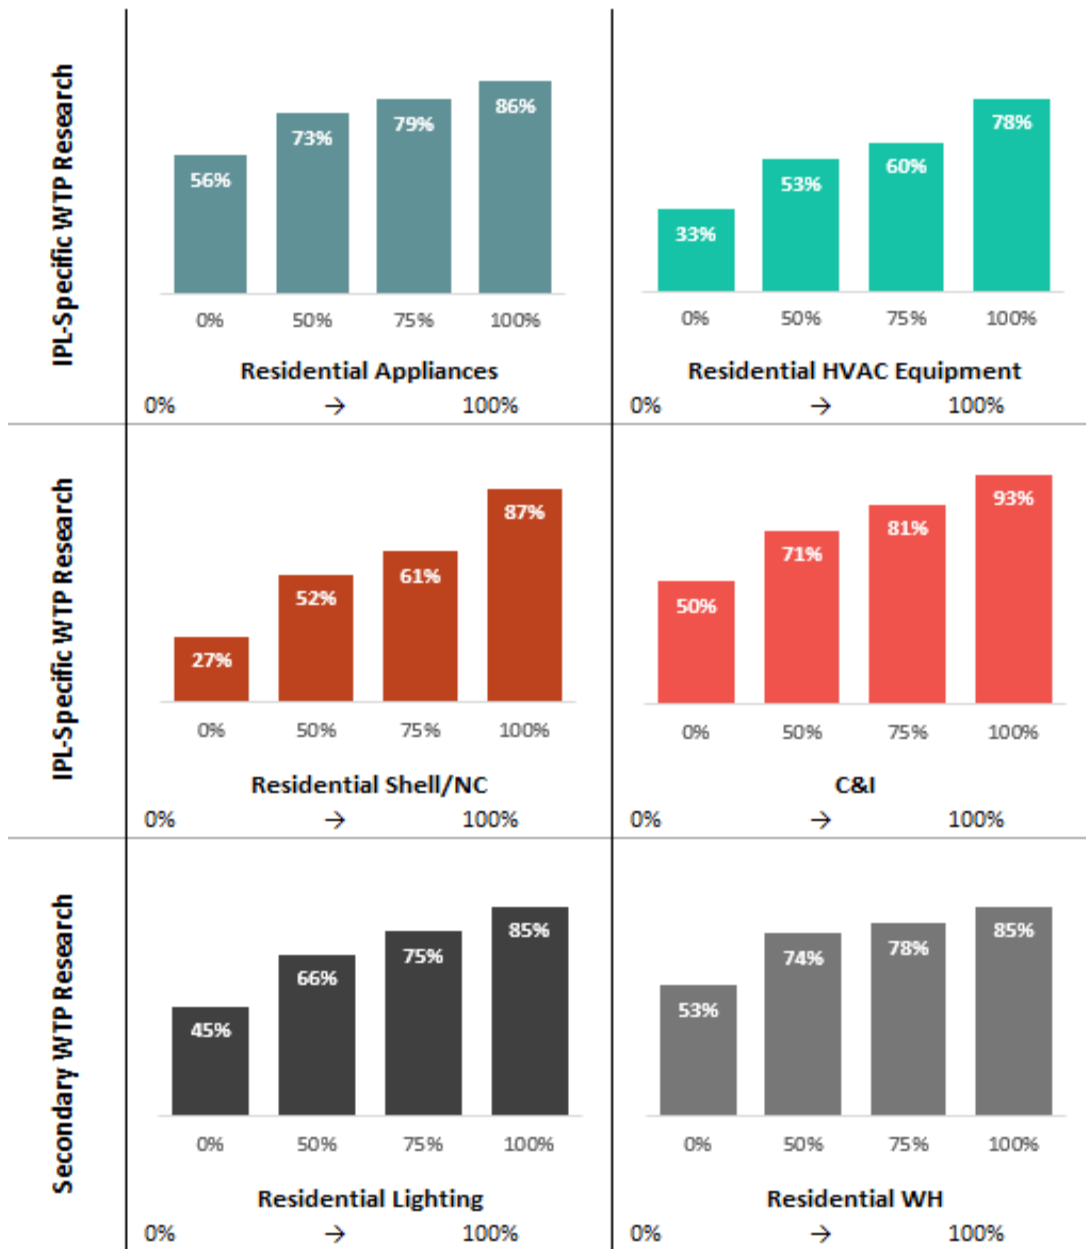 IPL-Specific WTP Research
56%
73%
79%
86%
0% 50% 75% 100%
Residential Appliances
0% → 100%
33%
53%
60%
78%
0% 50% 75% 100%
Residential HVAC Equipment
0% → 100%
IPL-Specific WTP Research
27%
52%
61%
87%
0% 50% 75% 100%
Residential Shell/NC
0% → 100%
50%
71%
81%
93%
0% 50% 75% 100%
C&I
0% → 100%
Secondary WTP Research
45%
66%
75%
85%
0% 50% 75% 100%
Residential Lighting
0% → 100%
53%
74%
78%
85%
0% 50% 75% 100%
Residential WH
0% → 100%